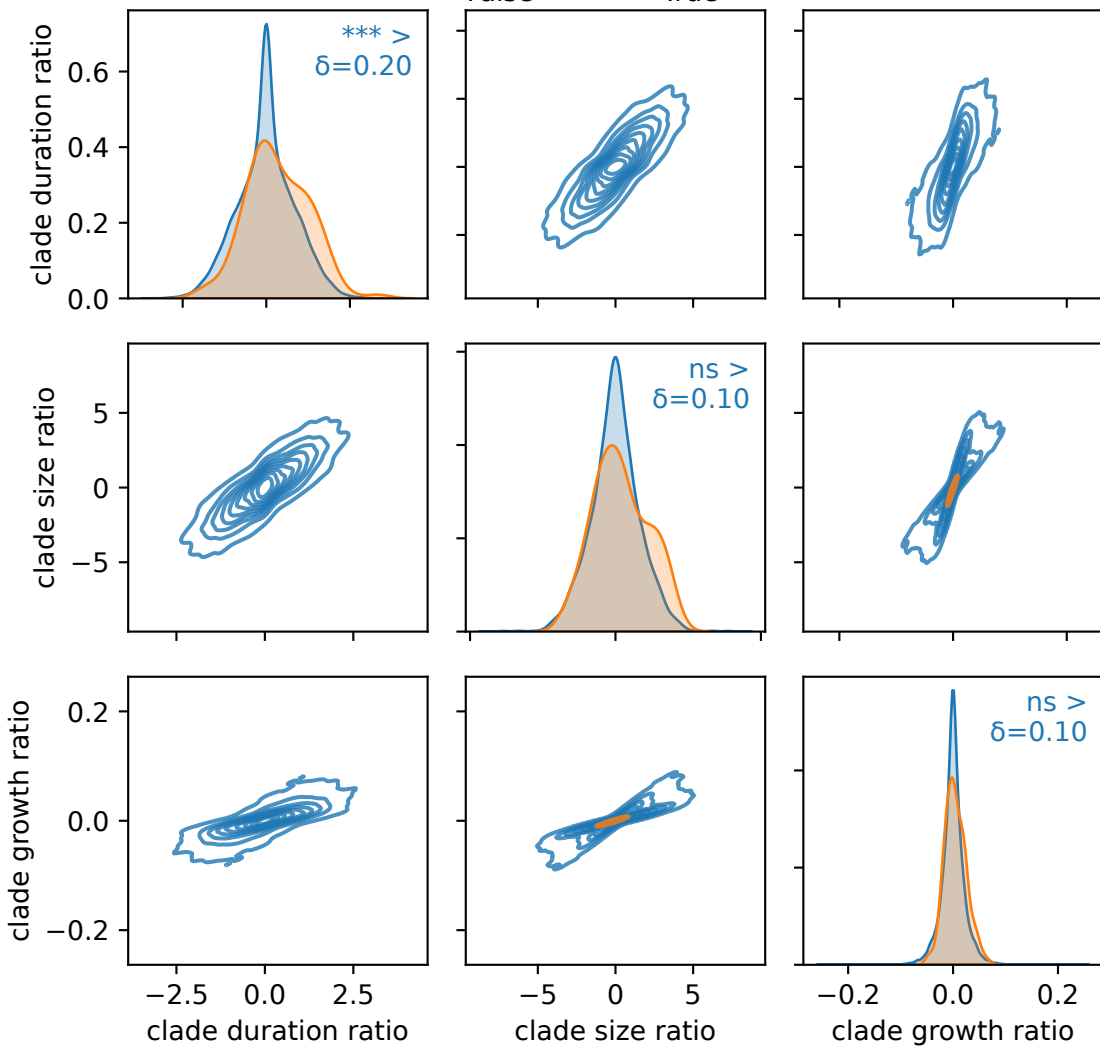 *** >
δ=0.20
clade duration ratio
0.6
0.4
0.2
0.0
ns >
δ=0.10
clade size ratio
5
0
−5
ns >
δ=0.10
clade growth ratio
0.2
0.0
−0.2
−2.5 0.0 2.5 −5 0 5 −0.2 0.0 0.2
clade duration ratio clade size ratio clade growth ratio